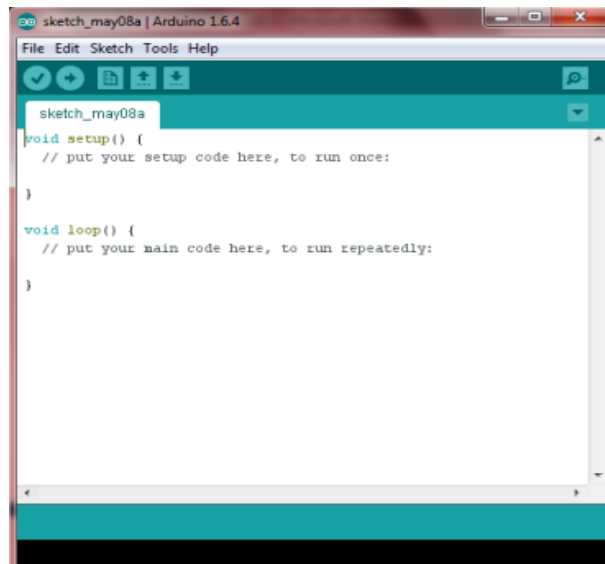 sketch_may08a | Arduino 1.6.4
File Edit Sketch Tools Help
sketch_may08a
void setup() {
  // put your setup code here, to run once:
}
void loop() {
  // put your main code here, to run repeatedly:
}